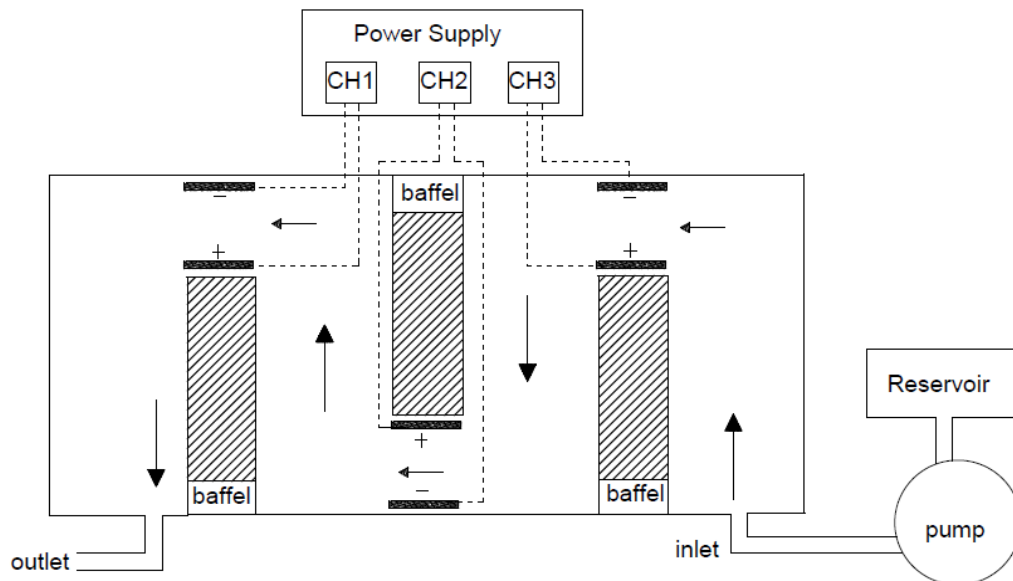 Power Supply
CH1 CH2 CH3
baffel
−
−
+
+
Reservoir
+
−
baffel
baffel
pump
inlet
outlet